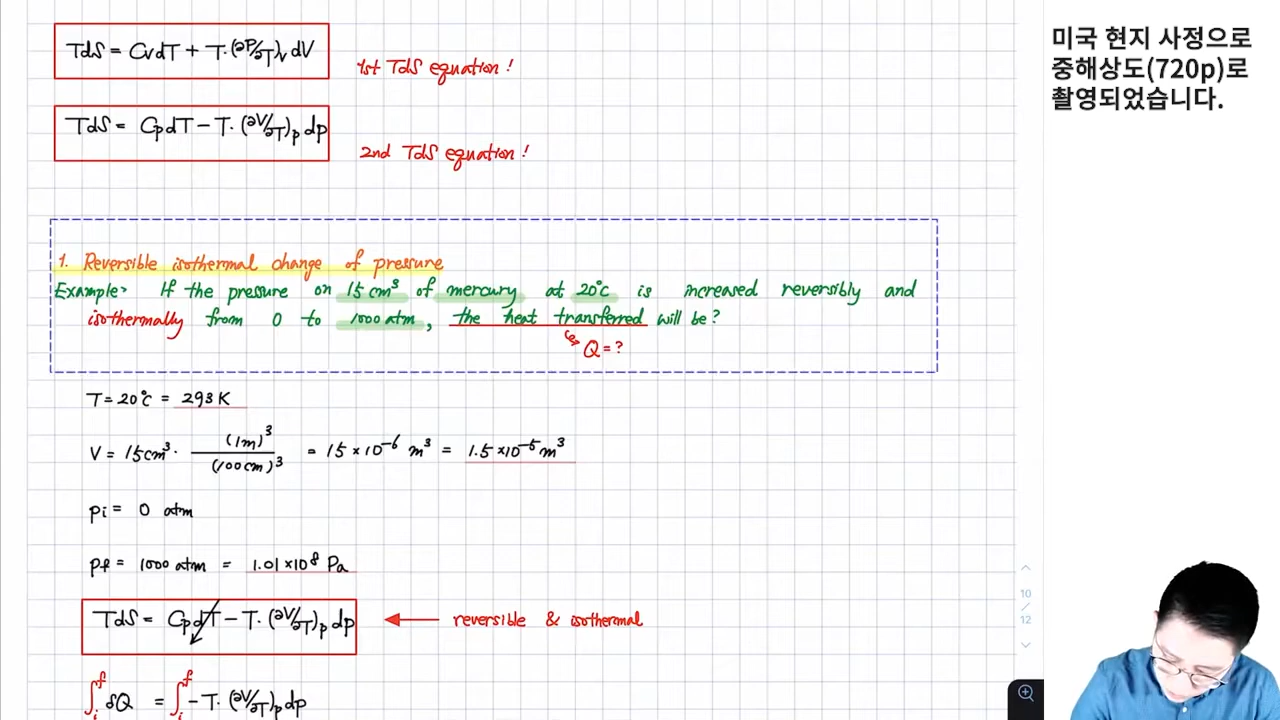 TdS = CvdT + T·(∂P/∂T)v dV
1st TdS equation!
TdS = CpdT - T·(∂V/∂T)p dp
2nd TdS equation!
1. Reversible isothermal change of pressure
Example> If the pressure on 15cm³ of mercury at 20°C is increased reversibly and
isothermally from 0 to 1000 atm, the heat transferred will be?
Q = ?
T = 20°C = 293 K
V = 15cm³ · (1m)³/(100cm)³ = 15×10⁻⁶ m³ = 1.5×10⁻⁵ m³
pi = 0 atm
pf = 1000 atm = 1.01×10⁸ Pa
TdS = CpdT - T·(∂V/∂T)p dp
reversible & isothermal
∫ᵢᶠ δQ = ∫ᵢᶠ -T·(∂V/∂T)p dp
미국 현지 사정으로
중해상도(720p)로
촬영되었습니다.
10
/
12